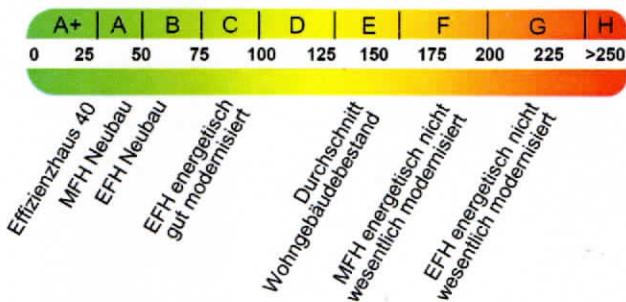 A+ A B C D E F G H
0 25 50 75 100 125 150 175 200 225 >250
Effizienzhaus 40
MFH Neubau
EFH Neubau
EFH energetisch
gut modernisiert
Durchschnitt
Wohngebäudebestand
MFH energetisch nicht
wesentlich modernisiert
EFH energetisch nicht
wesentlich modernisiert